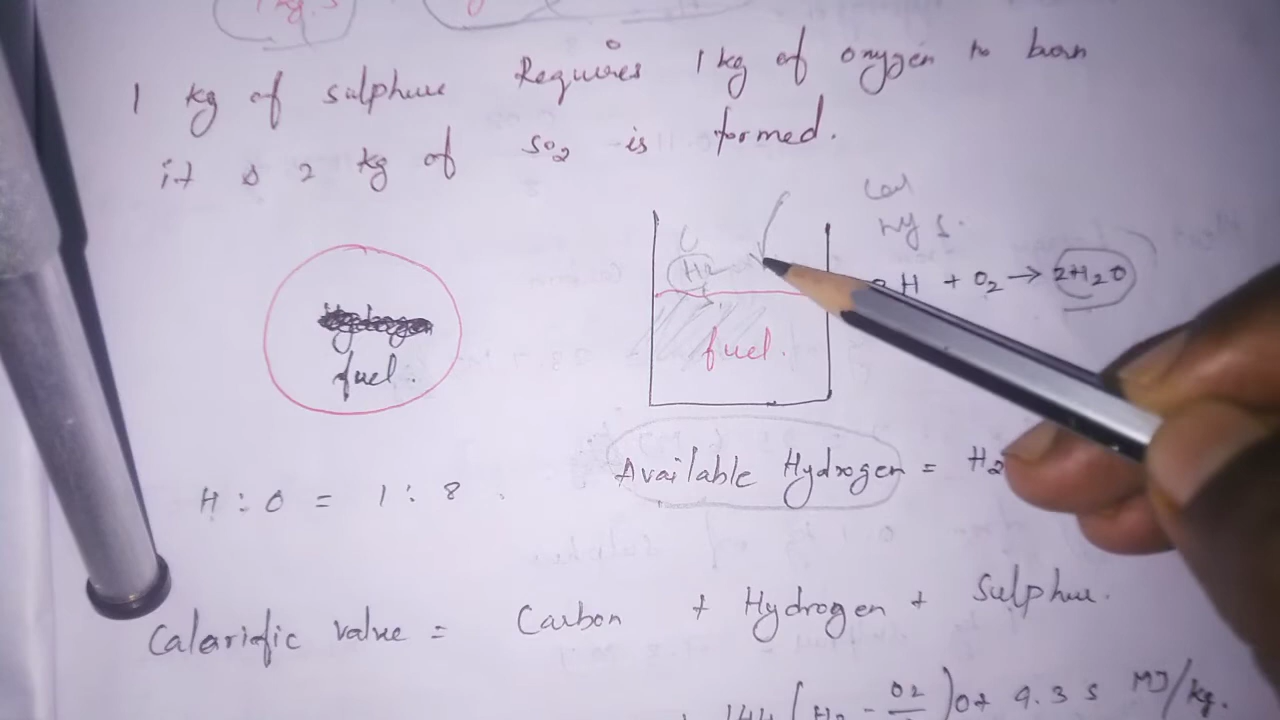 1 kg of sulphure Requires 1 kg of oxygen to burn
it s 2 kg of SO2 is formed.
C
H2
+ O2 → 2H2O
fuel.
fuel.
Available Hydrogen = H2
H : O = 1 : 8
Calarific value = Carbon + Hydrogen + Sulphur.
144 (H2 - O2 ) 9.3 S MJ/kg.